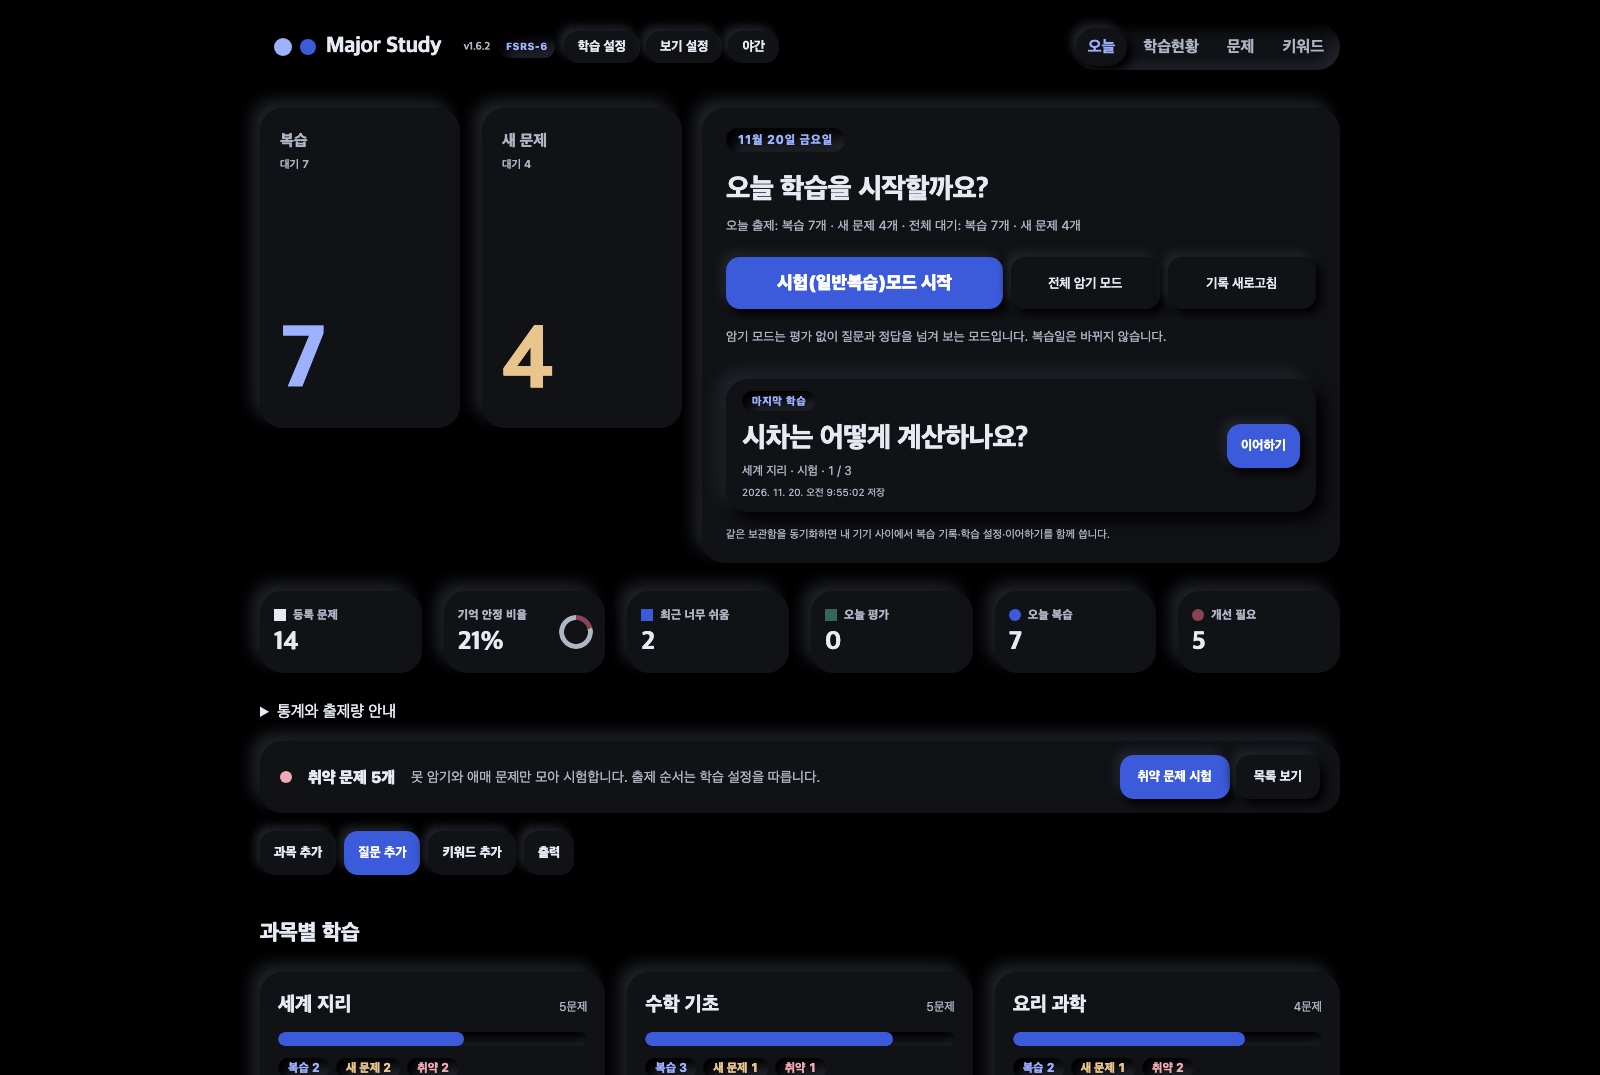 Major Study
v1.6.2
FSRS-6
학습 설정
보기 설정
야간
오늘
학습현황
문제
키워드
복습
대기 7
7
새 문제
대기 4
4
11월 20일 금요일
오늘 학습을 시작할까요?
오늘 출제: 복습 7개 · 새 문제 4개 · 전체 대기: 복습 7개 · 새 문제 4개
시험(일반복습)모드 시작
전체 암기 모드
기록 새로고침
암기 모드는 평가 없이 질문과 정답을 넘겨 보는 모드입니다. 복습일은 바뀌지 않습니다.
마지막 학습
시차는 어떻게 계산하나요?
세계 지리 · 시험 · 1 / 3
2026. 11. 20. 오전 9:55:02 저장
이어하기
같은 보관함을 동기화하면 내 기기 사이에서 복습 기록·학습 설정·이어하기를 함께 씁니다.
등록 문제
14
기억 안정 비율
21%
최근 너무 쉬움
2
오늘 평가
0
오늘 복습
7
개선 필요
5
통계와 출제량 안내
취약 문제 5개
못 암기와 애매 문제만 모아 시험합니다. 출제 순서는 학습 설정을 따릅니다.
취약 문제 시험
목록 보기
과목 추가
질문 추가
키워드 추가
출력
과목별 학습
세계 지리
5문제
복습 2
새 문제 2
취약 2
수학 기초
5문제
복습 3
새 문제 1
취약 1
요리 과학
4문제
복습 2
새 문제 1
취약 2